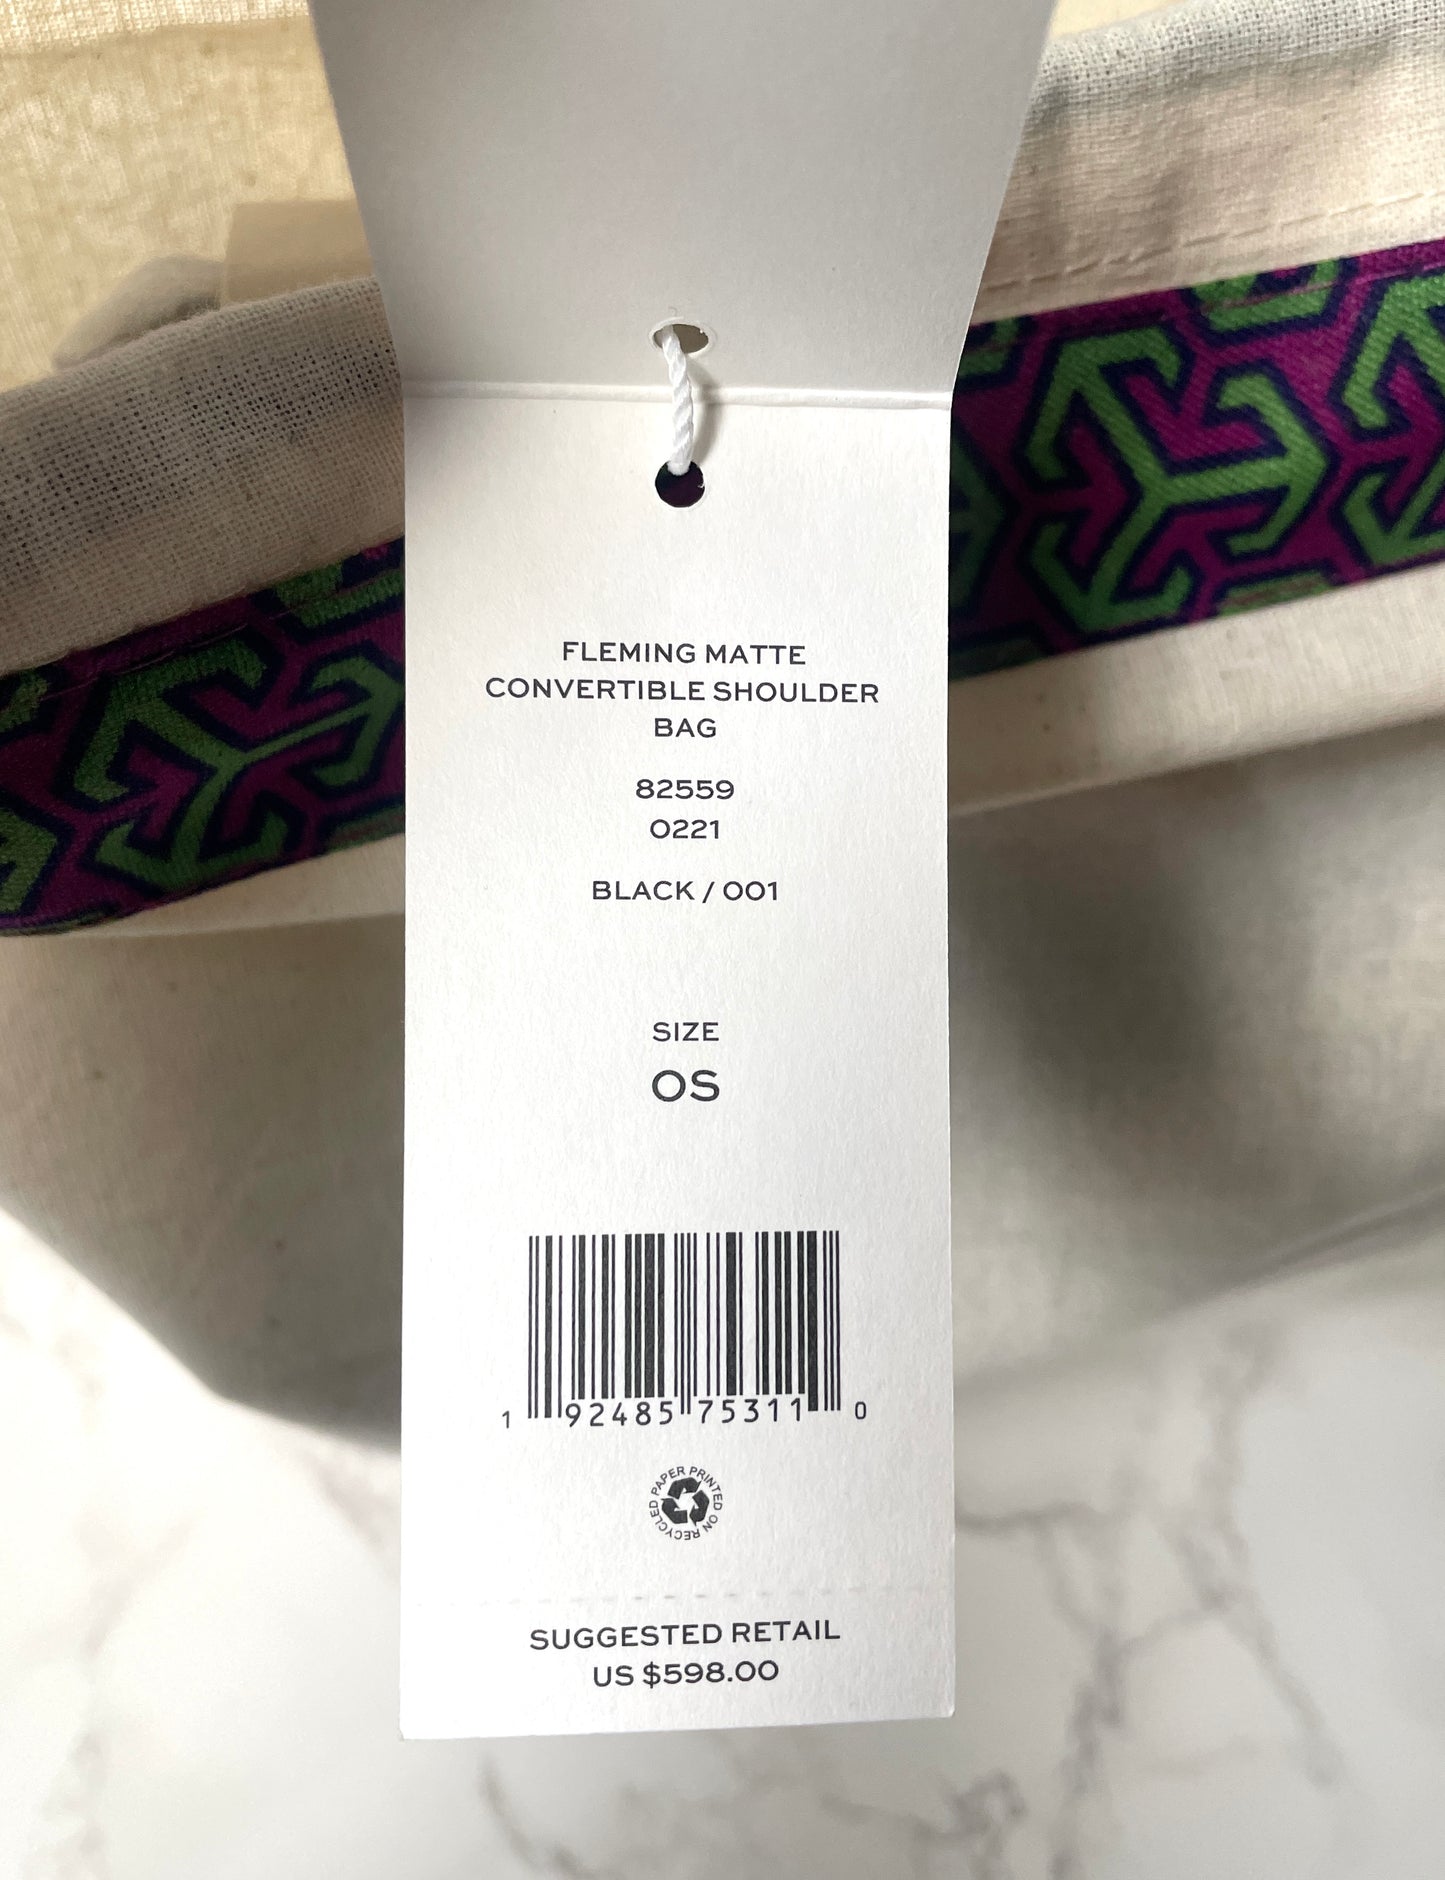 FLEMING MATTE
CONVERTIBLE SHOULDER
BAG
82559
0221
BLACK / 001
SIZE
OS
1 92485 75311 0
PRINTED ON RECYCLED PAPER
SUGGESTED RETAIL
US $598.00